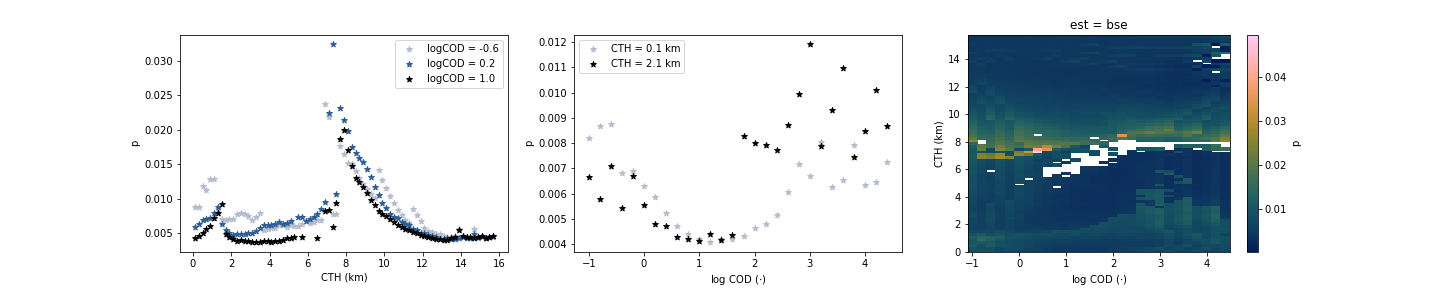 0.030
0.025
0.020
0.015
0.010
0.005
p
0 2 4 6 8 10 12 14 16
CTH (km)
logCOD = -0.6
logCOD = 0.2
logCOD = 1.0
0.012
0.011
0.010
0.009
0.008
0.007
0.006
0.005
0.004
p
−1 0 1 2 3 4
log COD (·)
CTH = 0.1 km
CTH = 2.1 km
est = bse
14
12
10
8
6
4
2
0
CTH (km)
−1 0 1 2 3 4
log COD (·)
0.04
0.03
0.02
0.01
p